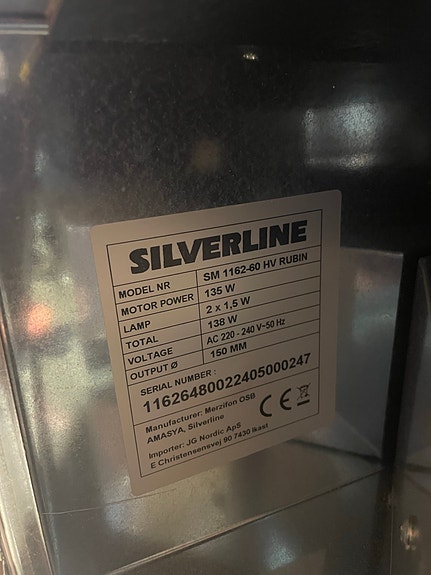 SILVERLINE
MODEL NR SM 1162-60 HV RUBIN
MOTOR POWER 135 W
LAMP 2 x 1,5 W
TOTAL 138 W
VOLTAGE AC 220 - 240 V~50 Hz
OUTPUT Ø 150 MM
SERIAL NUMBER :
11626480022405000247
Manufacturer: Merzifon OSB
AMASYA, Silverline
CE
Importer: JG Nordic ApS
E Christensensvej 90 7430 Ikast